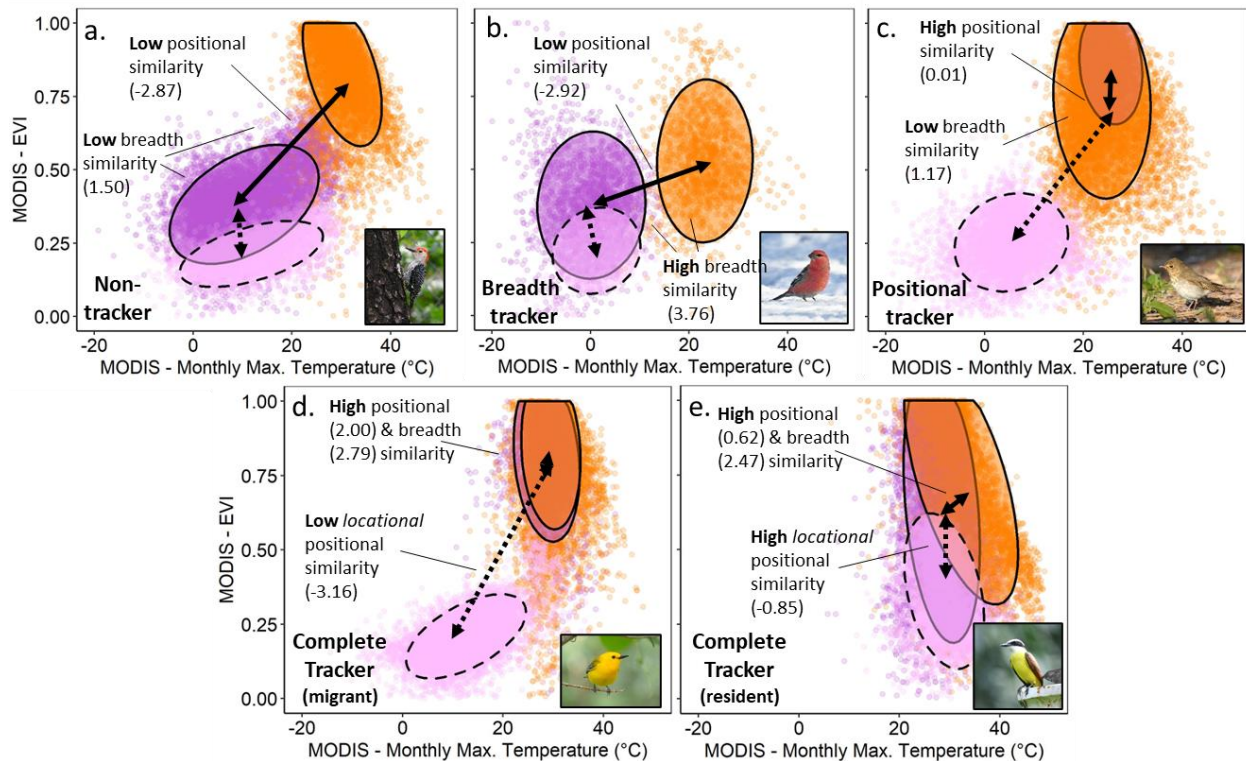 a.
Low positional
similarity
(-2.87)
Low breadth
similarity
(1.50)
Non-
tracker
1.00
0.75
0.50
0.25
0.00
MODIS - EVI
-20
0
20
40
MODIS - Monthly Max. Temperature (°C)
b.
Low positional
similarity
(-2.92)
High breadth
similarity
(3.76)
Breadth
tracker
-20
0
20
40
MODIS - Monthly Max. Temperature (°C)
c.
High positional
similarity
(0.01)
Low breadth
similarity
(1.17)
Positional
tracker
-20
0
20
40
MODIS - Monthly Max. Temperature (°C)
d.
High positional
(2.00) & breadth
(2.79) similarity
Low locational
positional
similarity
(-3.16)
Complete
Tracker
(migrant)
1.00
0.75
0.50
0.25
0.00
MODIS - EVI
-20
0
20
40
MODIS - Monthly Max. Temperature (°C)
e.
High positional
(0.62) & breadth
(2.47) similarity
High locational
positional
similarity
(-0.85)
Complete
Tracker
(resident)
-20
0
20
40
MODIS - Monthly Max. Temperature (°C)